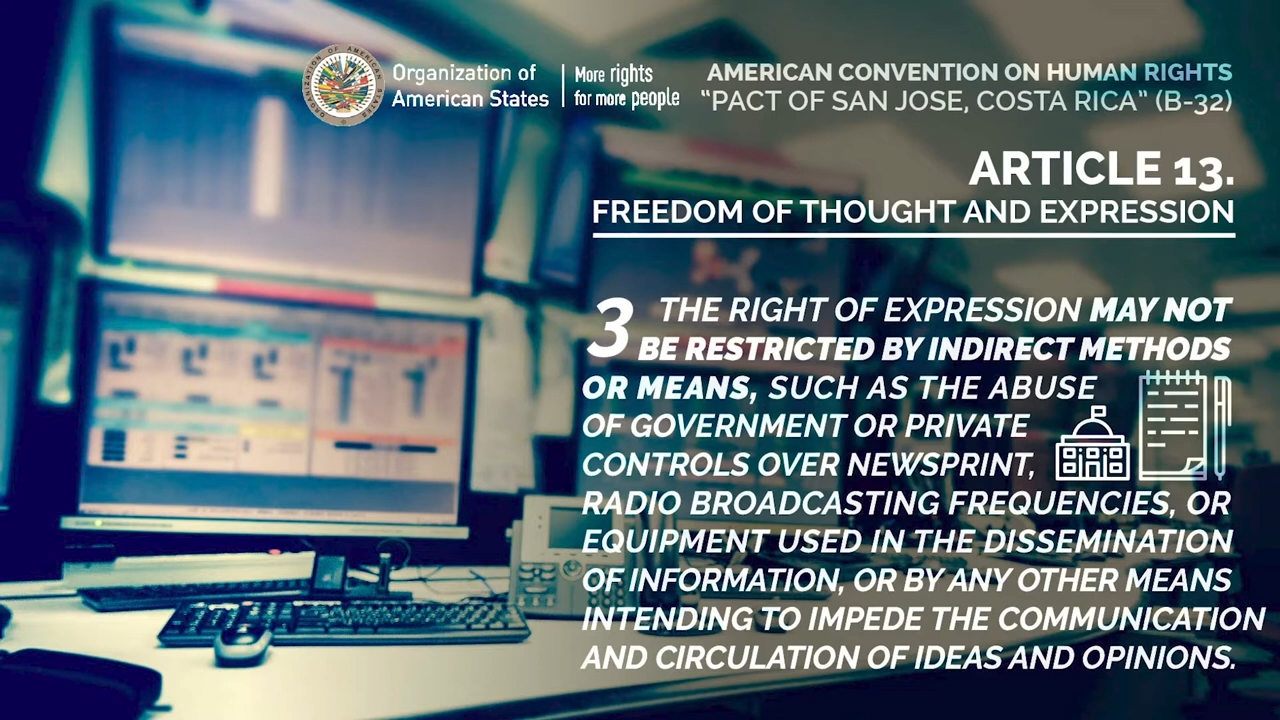 Organization of
American States
More rights
for more people
AMERICAN CONVENTION ON HUMAN RIGHTS
“PACT OF SAN JOSE, COSTA RICA” (B-32)
ARTICLE 13.
FREEDOM OF THOUGHT AND EXPRESSION
3 THE RIGHT OF EXPRESSION MAY NOT
BE RESTRICTED BY INDIRECT METHODS
OR MEANS, SUCH AS THE ABUSE
OF GOVERNMENT OR PRIVATE
CONTROLS OVER NEWSPRINT,
RADIO BROADCASTING FREQUENCIES, OR
EQUIPMENT USED IN THE DISSEMINATION
OF INFORMATION, OR BY ANY OTHER MEANS
INTENDING TO IMPEDE THE COMMUNICATION
AND CIRCULATION OF IDEAS AND OPINIONS.